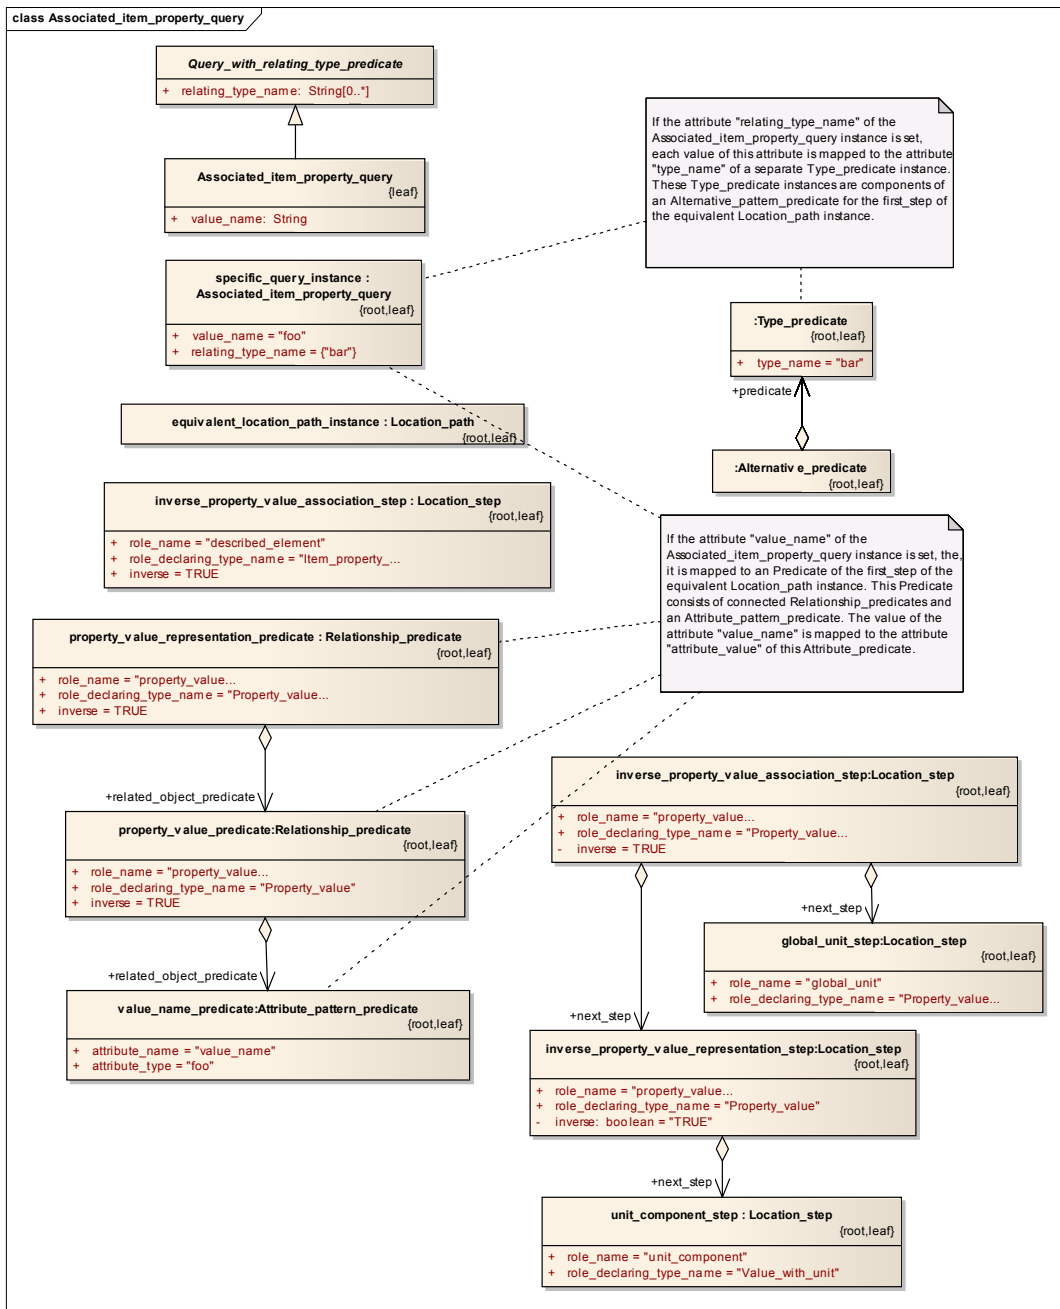 class Associated_item_property_query
Query_with_relating_type_predicate
+ relating_type_name: String[0..*]
Associated_item_property_query
{leaf}
+ value_name: String
specific_query_instance :
Associated_item_property_query
{root,leaf}
+ value_name = "foo"
+ relating_type_name = {"bar"}
If the attribute "relating_type_name" of the
Associated_item_property_query instance is set,
each value of this attribute is mapped to the attribute
"type_name" of a separate Type_predicate instance.
These Type_predicate instances are components of
an Alternative_pattern_predicate for the first_step of
the equivalent Location_path instance.
:Type_predicate
{root,leaf}
+ type_name = "bar"
+predicate
:Alternative_predicate
{root,leaf}
equivalent_location_path_instance : Location_path
{root,leaf}
inverse_property_value_association_step : Location_step
{root,leaf}
+ role_name = "described_element"
+ role_declaring_type_name = "Item_property_...
+ inverse = TRUE
If the attribute "value_name" of the
Associated_item_property_query instance is set, the,
it is mapped to an Predicate of the first_step of the
equivalent Location_path instance. This Predicate
consists of connected Relationship_predicates and
an Attribute_pattern_predicate. The value of the
attribute "value_name" is mapped to the attribute
"attribute_value" of this Attribute_predicate.
property_value_representation_predicate : Relationship_predicate
{root,leaf}
+ role_name = "property_value...
+ role_declaring_type_name = "Property_value...
+ inverse = TRUE
+related_object_predicate
property_value_predicate:Relationship_predicate
{root,leaf}
+ role_name = "property_value...
+ role_declaring_type_name = "Property_value"
+ inverse = TRUE
+related_object_predicate
value_name_predicate:Attribute_pattern_predicate
{root,leaf}
+ attribute_name = "value_name"
+ attribute_type = "foo"
inverse_property_value_association_step:Location_step
{root,leaf}
+ role_name = "property_value...
+ role_declaring_type_name = "Property_value...
- inverse = TRUE
+next_step
global_unit_step:Location_step
{root,leaf}
+ role_name = "global_unit"
+ role_declaring_type_name = "Property_value...
+next_step
inverse_property_value_representation_step:Location_step
{root,leaf}
+ role_name = "property_value...
+ role_declaring_type_name = "Property_value"
- inverse: boolean = "TRUE"
+next_step
unit_component_step : Location_step
{root,leaf}
+ role_name = "unit_component"
+ role_declaring_type_name = "Value_with_unit"